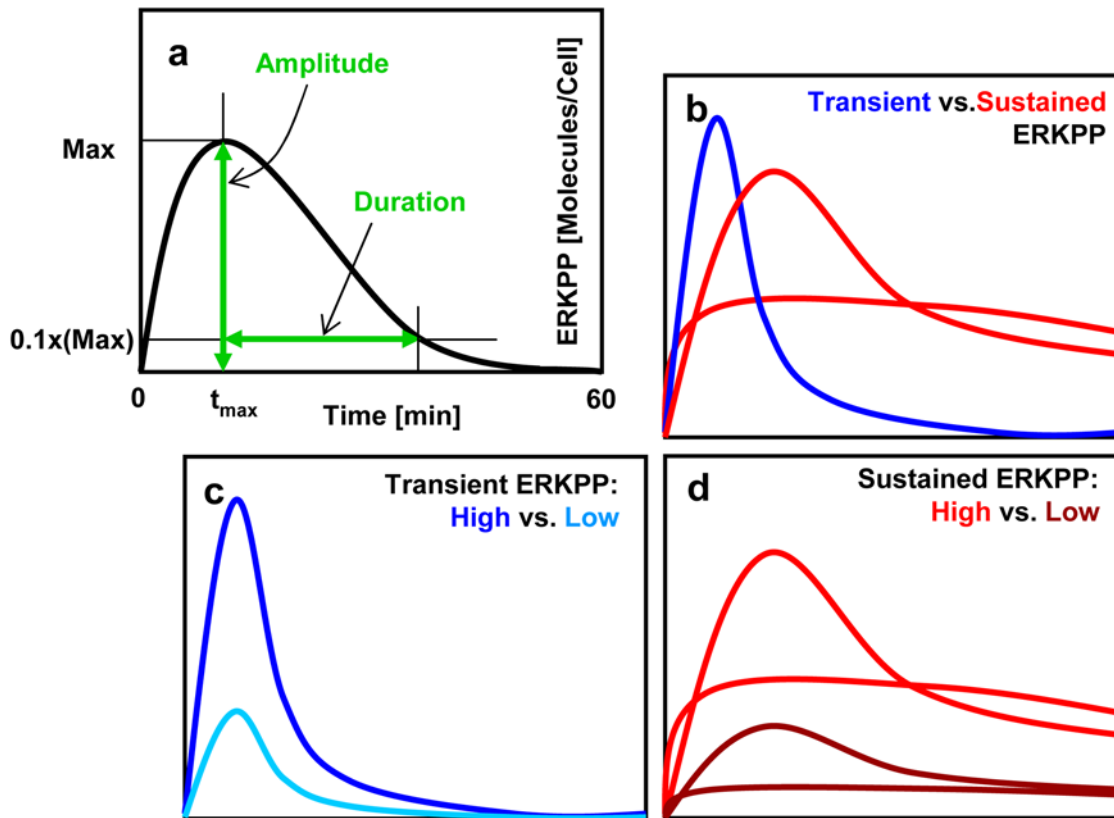 a
Amplitude
Max
Duration
0.1x(Max)
ERKPP [Molecules/Cell]
0
tmax
Time [min]
60
b
Transient vs.Sustained
ERKPP
c
Transient ERKPP:
High vs. Low
d
Sustained ERKPP:
High vs. Low